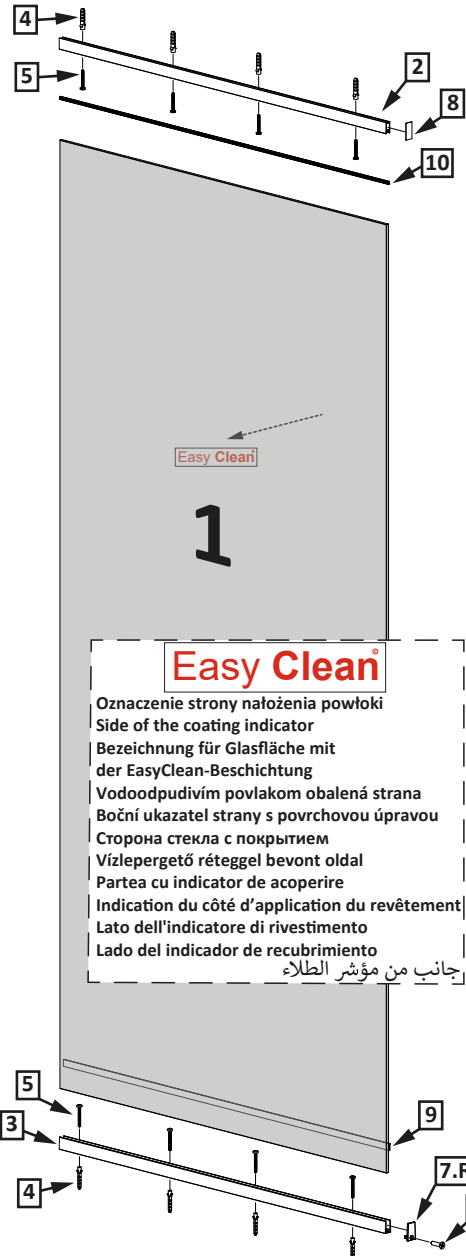 4
2
5
8
10
Easy Clean
1
Easy Clean®
Oznaczenie strony nałożenia powłoki
Side of the coating indicator
Bezeichnung für Glasfläche mit
der EasyClean-Beschichtung
Vodoodpudivím povlakom obalená strana
Boční ukazatel strany s povrchovou úpravou
Сторона стекла с покрытием
Vízlepergető réteggel bevont oldal
Partea cu indicator de acoperire
Indication du côté d'application du revêtement
Lato dell'indicatore di rivestimento
Lado del indicador de recubrimiento
جانب من مؤشر الطلاء
5
9
3
4
7.R